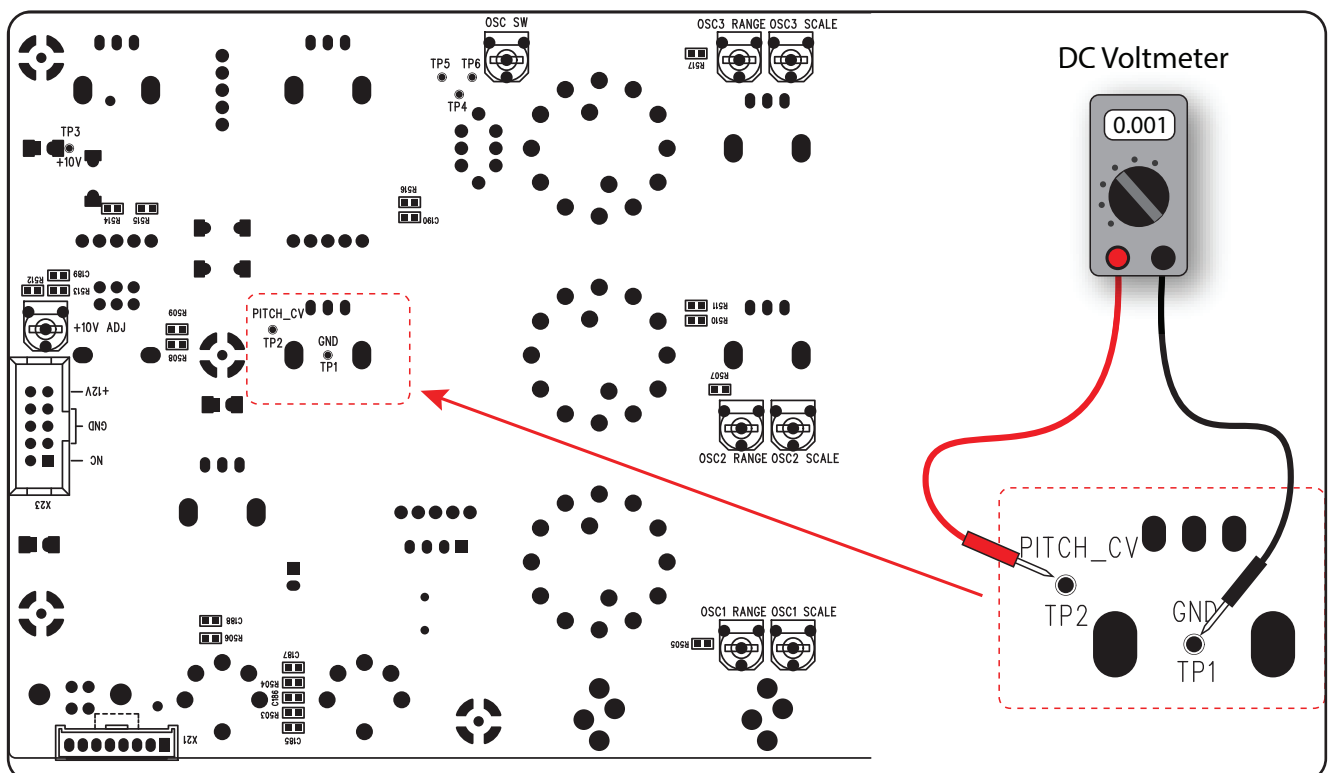 OSC SW
OSC3 RANGE OSC3 SCALE
R517
DC Voltmeter
0.001
TP5
TP6
TP4
TP3
+10V
R514
R515
R516
C190
C189
R512
R513
+10V ADJ
R509
R508
PITCH_CV
TP2
GND
TP1
R511
R510
R507
OSC2 RANGE OSC2 SCALE
+12V
GND
NC
X23
PITCH_CV
TP2
GND
TP1
OSC1 RANGE OSC1 SCALE
R505
C188
R506
C187
R504
C186
R503
C185
X21